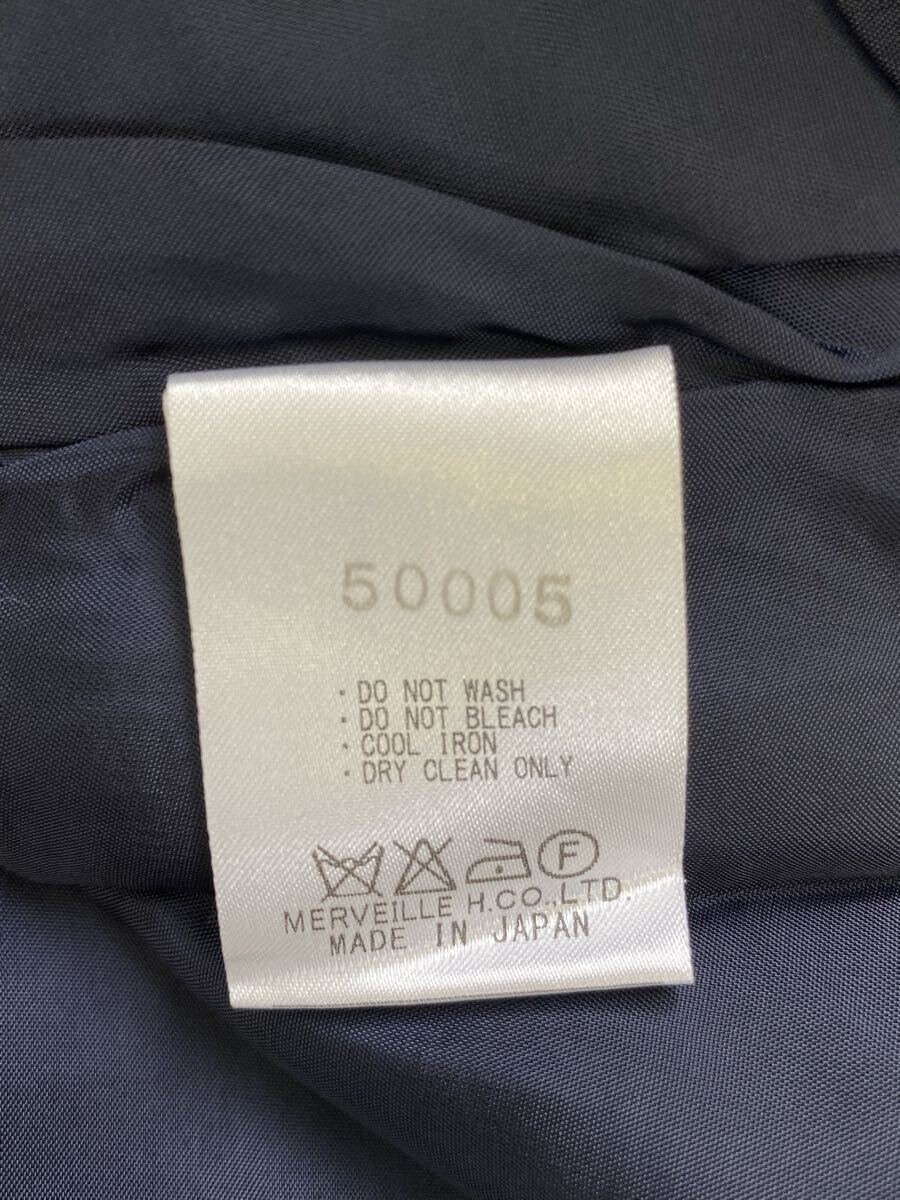 50005
・DO NOT WASH
・DO NOT BLEACH
・COOL IRON
・DRY CLEAN ONLY
F
MERVEILLE H.CO.,LTD.
MADE IN JAPAN